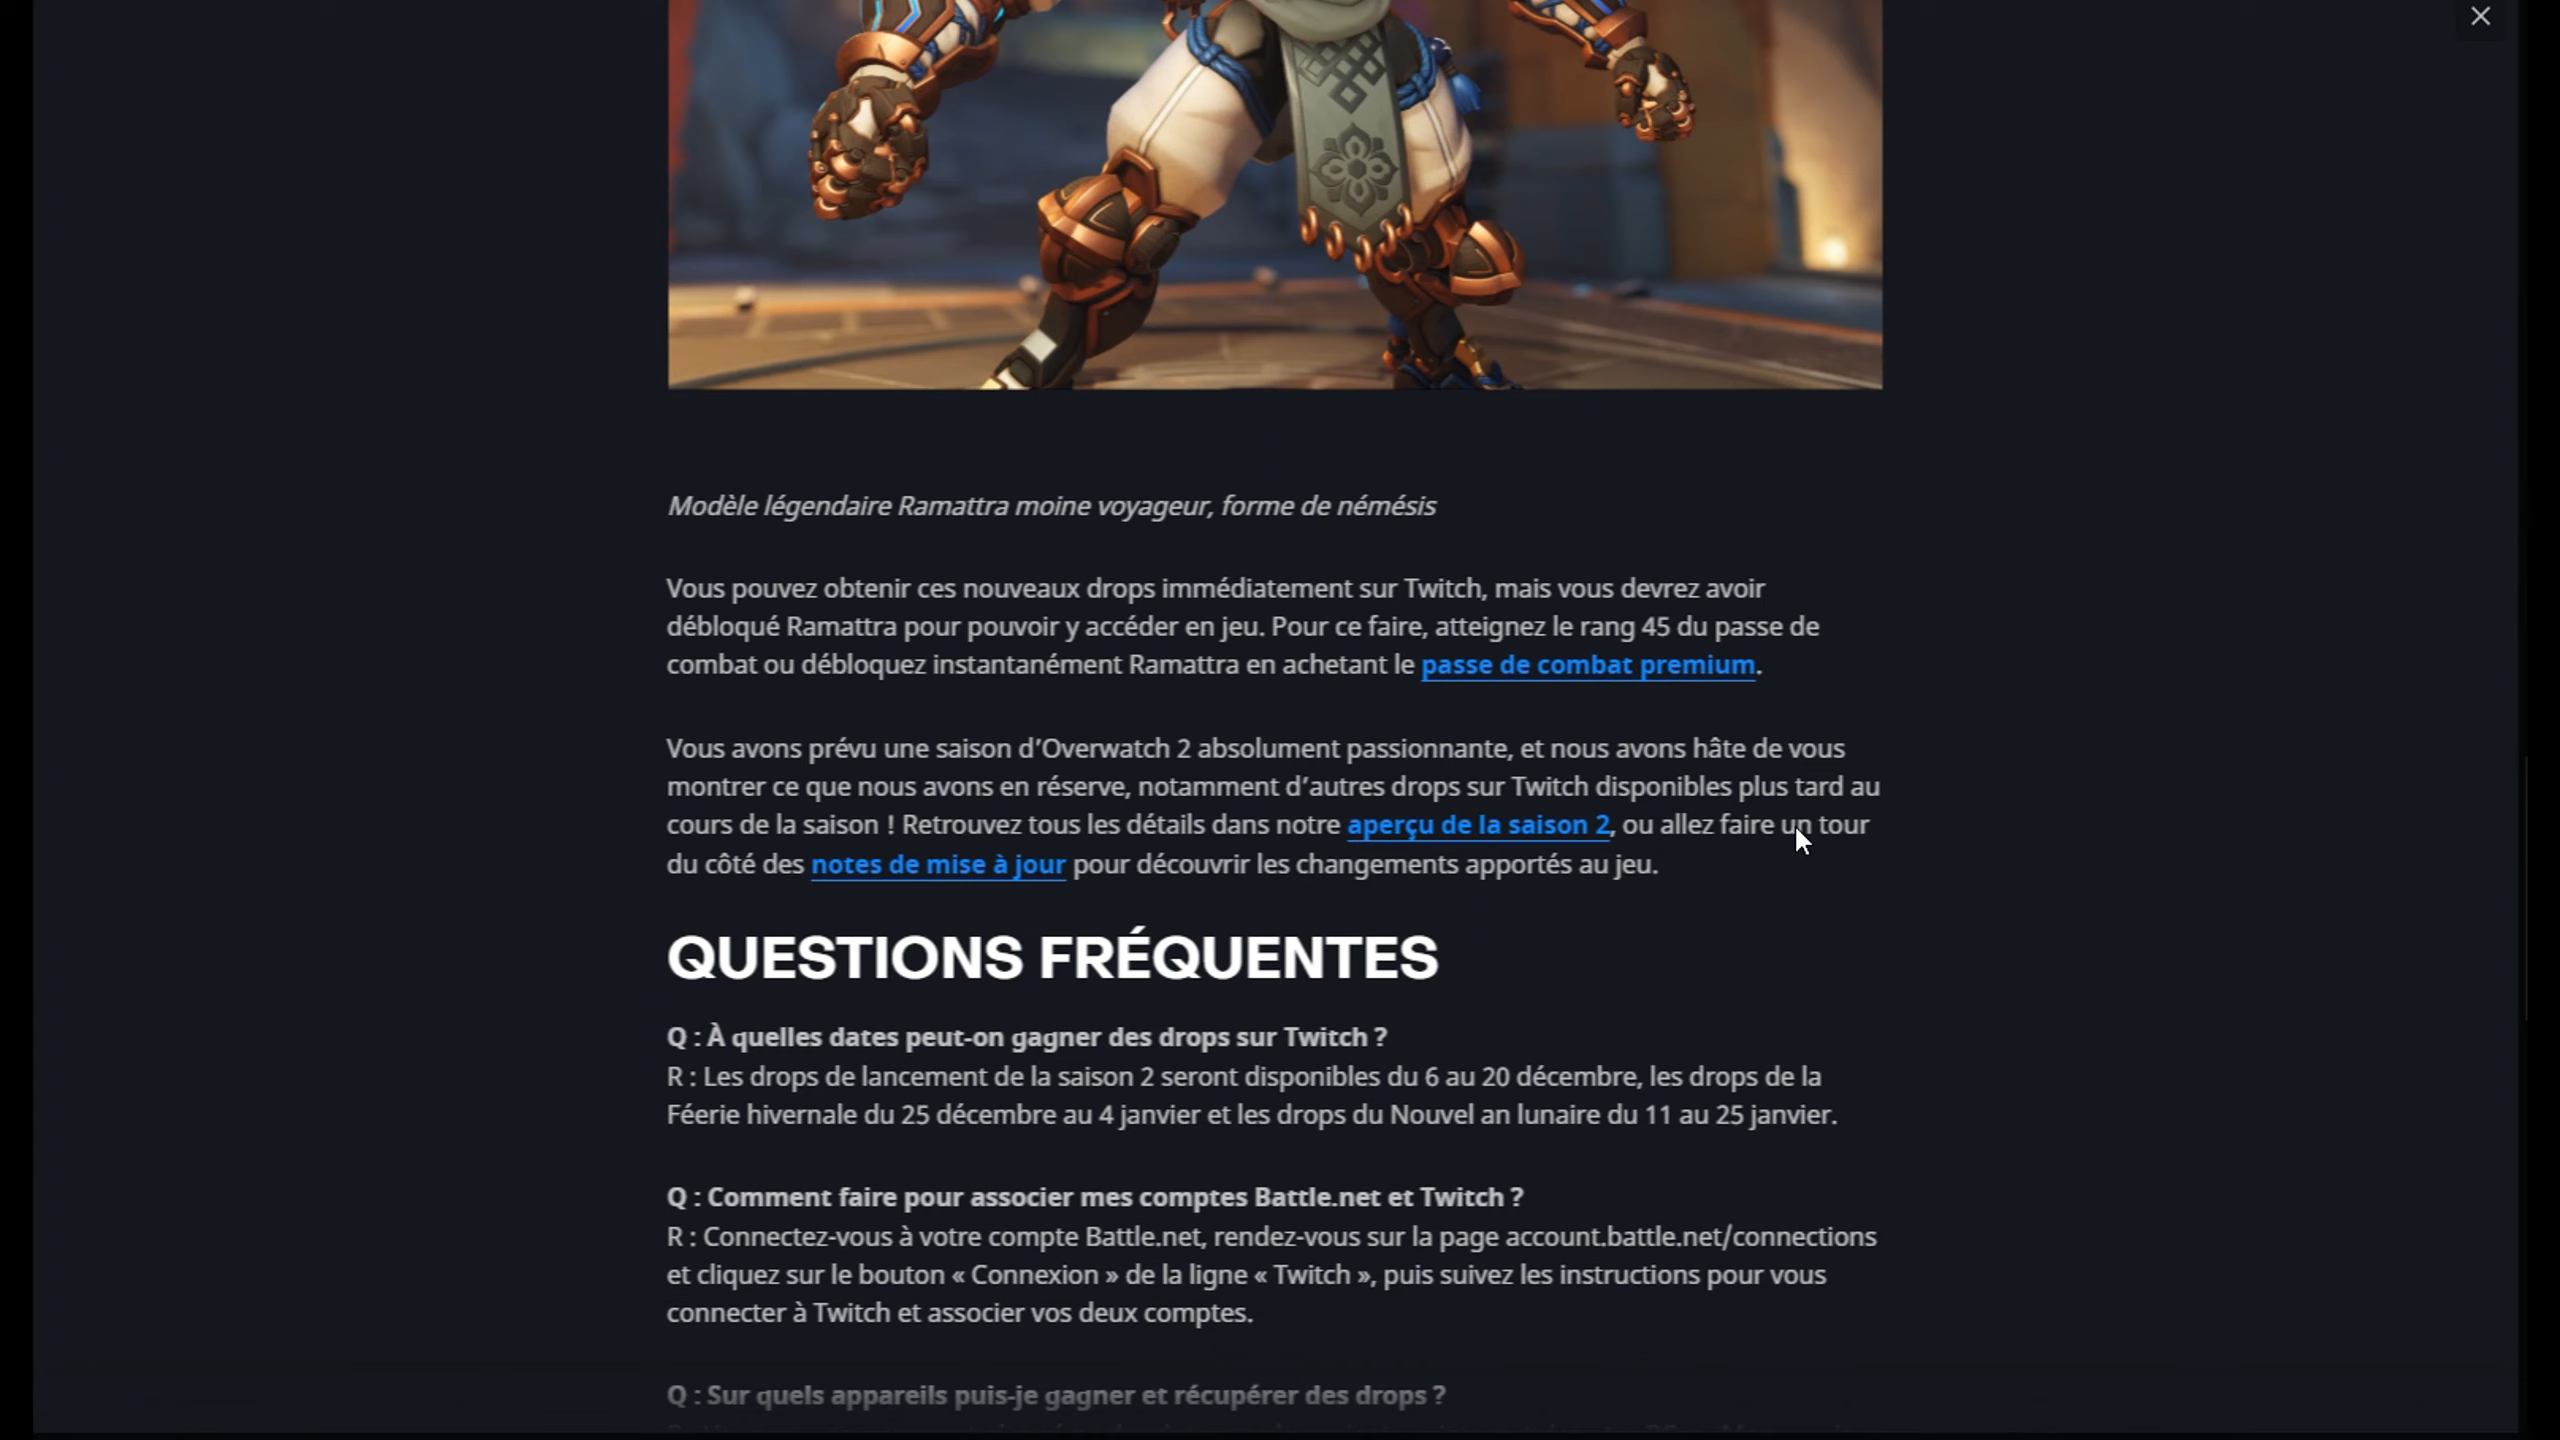 Modèle légendaire Ramattra moine voyageur, forme de némésis
Vous pouvez obtenir ces nouveaux drops immédiatement sur Twitch, mais vous devrez avoir
débloqué Ramattra pour pouvoir y accéder en jeu. Pour ce faire, atteignez le rang 45 du passe de
combat ou débloquez instantanément Ramattra en achetant le passe de combat premium.
Vous avons prévu une saison d’Overwatch 2 absolument passionnante, et nous avons hâte de vous
montrer ce que nous avons en réserve, notamment d’autres drops sur Twitch disponibles plus tard au
cours de la saison ! Retrouvez tous les détails dans notre aperçu de la saison 2, ou allez faire un tour
du côté des notes de mise à jour pour découvrir les changements apportés au jeu.
QUESTIONS FRÉQUENTES
Q : À quelles dates peut-on gagner des drops sur Twitch ?
R : Les drops de lancement de la saison 2 seront disponibles du 6 au 20 décembre, les drops de la
Féerie hivernale du 25 décembre au 4 janvier et les drops du Nouvel an lunaire du 11 au 25 janvier.
Q : Comment faire pour associer mes comptes Battle.net et Twitch ?
R : Connectez-vous à votre compte Battle.net, rendez-vous sur la page account.battle.net/connections
et cliquez sur le bouton « Connexion » de la ligne « Twitch », puis suivez les instructions pour vous
connecter à Twitch et associer vos deux comptes.
Q : Sur quels appareils puis-je gagner et récupérer des drops ?